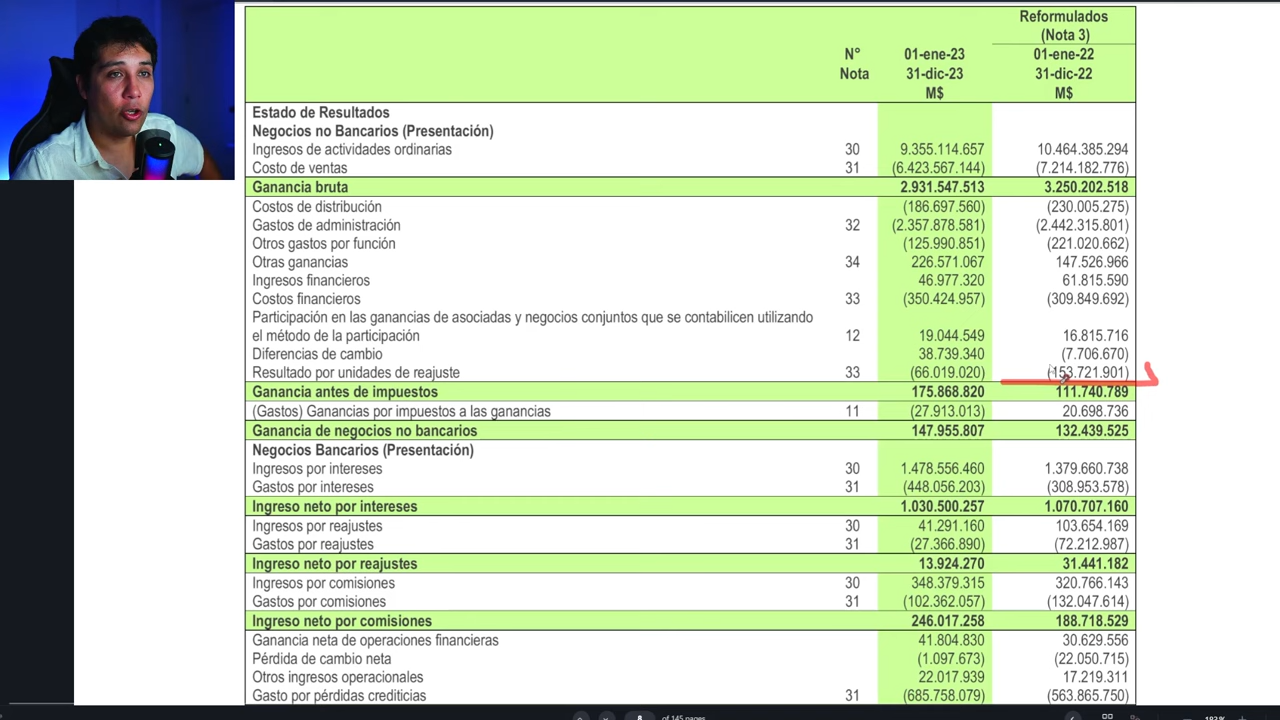 Reformulados
(Nota 3)
N° 01-ene-23 01-ene-22
Nota 31-dic-23 31-dic-22
M$ M$
Estado de Resultados
Negocios no Bancarios (Presentación)
Ingresos de actividades ordinarias 30 9.355.114.657 10.464.385.294
Costo de ventas 31 (6.423.567.144) (7.214.182.776)
Ganancia bruta 2.931.547.513 3.250.202.518
Costos de distribución (186.697.560) (230.005.275)
Gastos de administración 32 (2.357.878.581) (2.442.315.801)
Otros gastos por función (125.990.851) (221.020.662)
Otras ganancias 34 226.571.067 147.526.966
Ingresos financieros 46.977.320 61.815.590
Costos financieros 33 (350.424.957) (309.849.692)
Participación en las ganancias de asociadas y negocios conjuntos que se contabilicen utilizando
el método de la participación 12 19.044.549 16.815.716
Diferencias de cambio 38.739.340 (7.706.670)
Resultado por unidades de reajuste 33 (66.019.020) (153.721.901)
Ganancia antes de impuestos 175.868.820 111.740.789
(Gastos) Ganancias por impuestos a las ganancias 11 (27.913.013) 20.698.736
Ganancia de negocios no bancarios 147.955.807 132.439.525
Negocios Bancarios (Presentación)
Ingresos por intereses 30 1.478.556.460 1.379.660.738
Gastos por intereses 31 (448.056.203) (308.953.578)
Ingreso neto por intereses 1.030.500.257 1.070.707.160
Ingresos por reajustes 30 41.291.160 103.654.169
Gastos por reajustes 31 (27.366.890) (72.212.987)
Ingreso neto por reajustes 13.924.270 31.441.182
Ingresos por comisiones 30 348.379.315 320.766.143
Gastos por comisiones 31 (102.362.057) (132.047.614)
Ingreso neto por comisiones 246.017.258 188.718.529
Ganancia neta de operaciones financieras 41.804.830 30.629.556
Pérdida de cambio neta (1.097.673) (22.050.715)
Otros ingresos operacionales 22.017.939 17.219.311
Gasto por pérdidas crediticias 31 (685.758.079) (563.865.750)
8 of 145 pages